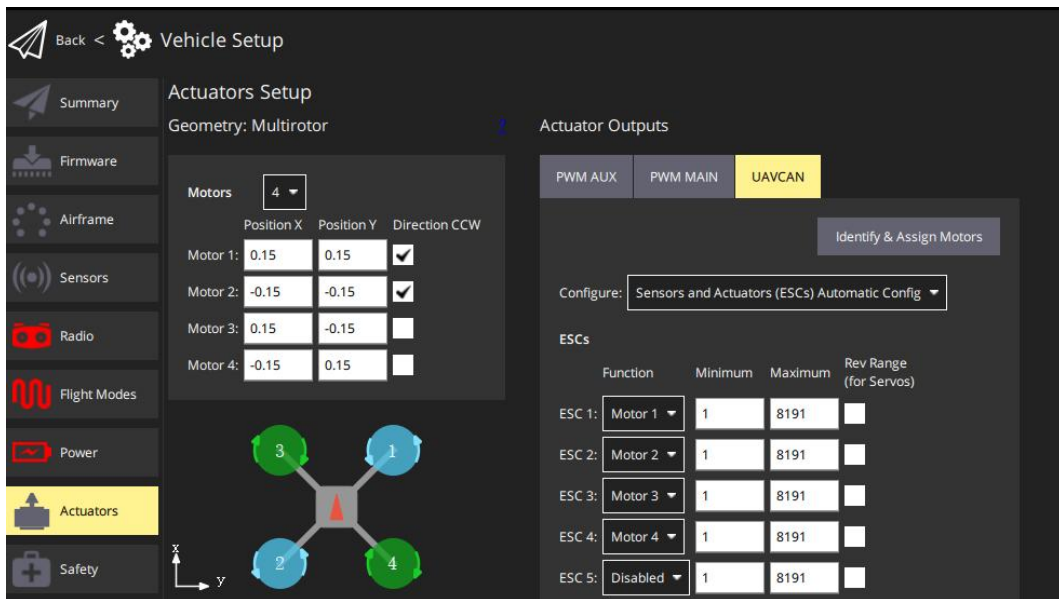 Back < Vehicle Setup
Summary
Firmware
Airframe
Sensors
Radio
Flight Modes
Power
Actuators
Safety
Actuators Setup
Geometry: Multirotor ?
Motors 4
Position X Position Y Direction CCW
Motor 1: 0.15 0.15
Motor 2: -0.15 -0.15
Motor 3: 0.15 -0.15
Motor 4: -0.15 0.15
3 1
2 4
x
y
Actuator Outputs
PWM AUX PWM MAIN UAVCAN
Identify & Assign Motors
Configure: Sensors and Actuators (ESCs) Automatic Config
ESCs
Function Minimum Maximum Rev Range
(for Servos)
ESC 1: Motor 1 1 8191
ESC 2: Motor 2 1 8191
ESC 3: Motor 3 1 8191
ESC 4: Motor 4 1 8191
ESC 5: Disabled 1 8191